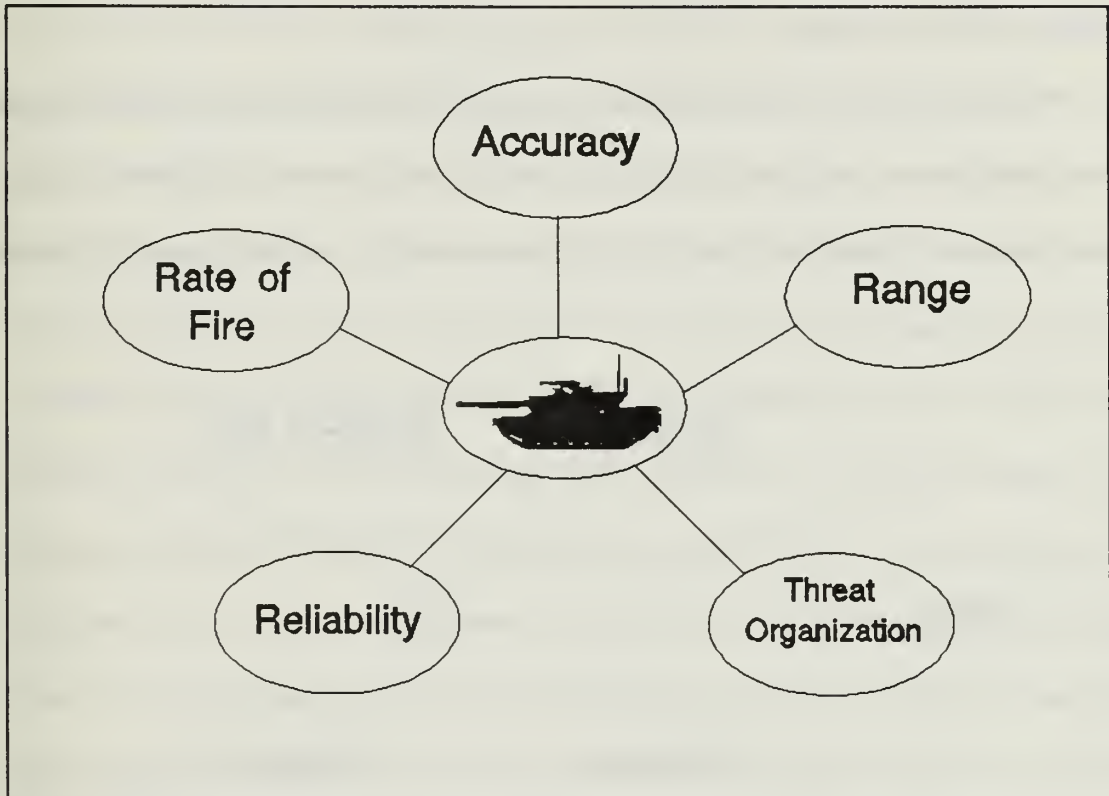 Accuracy
Rate of
Fire
Range
Reliability
Threat
Organization